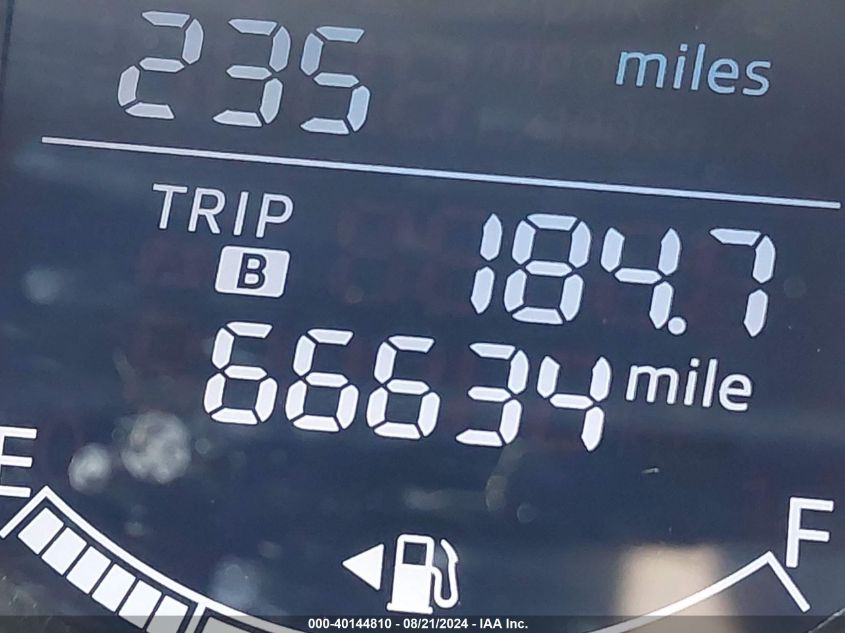 235 miles
TRIP
B 184.7
66634 mile
E F
000-40144810 - 08/21/2024 - IAA Inc.